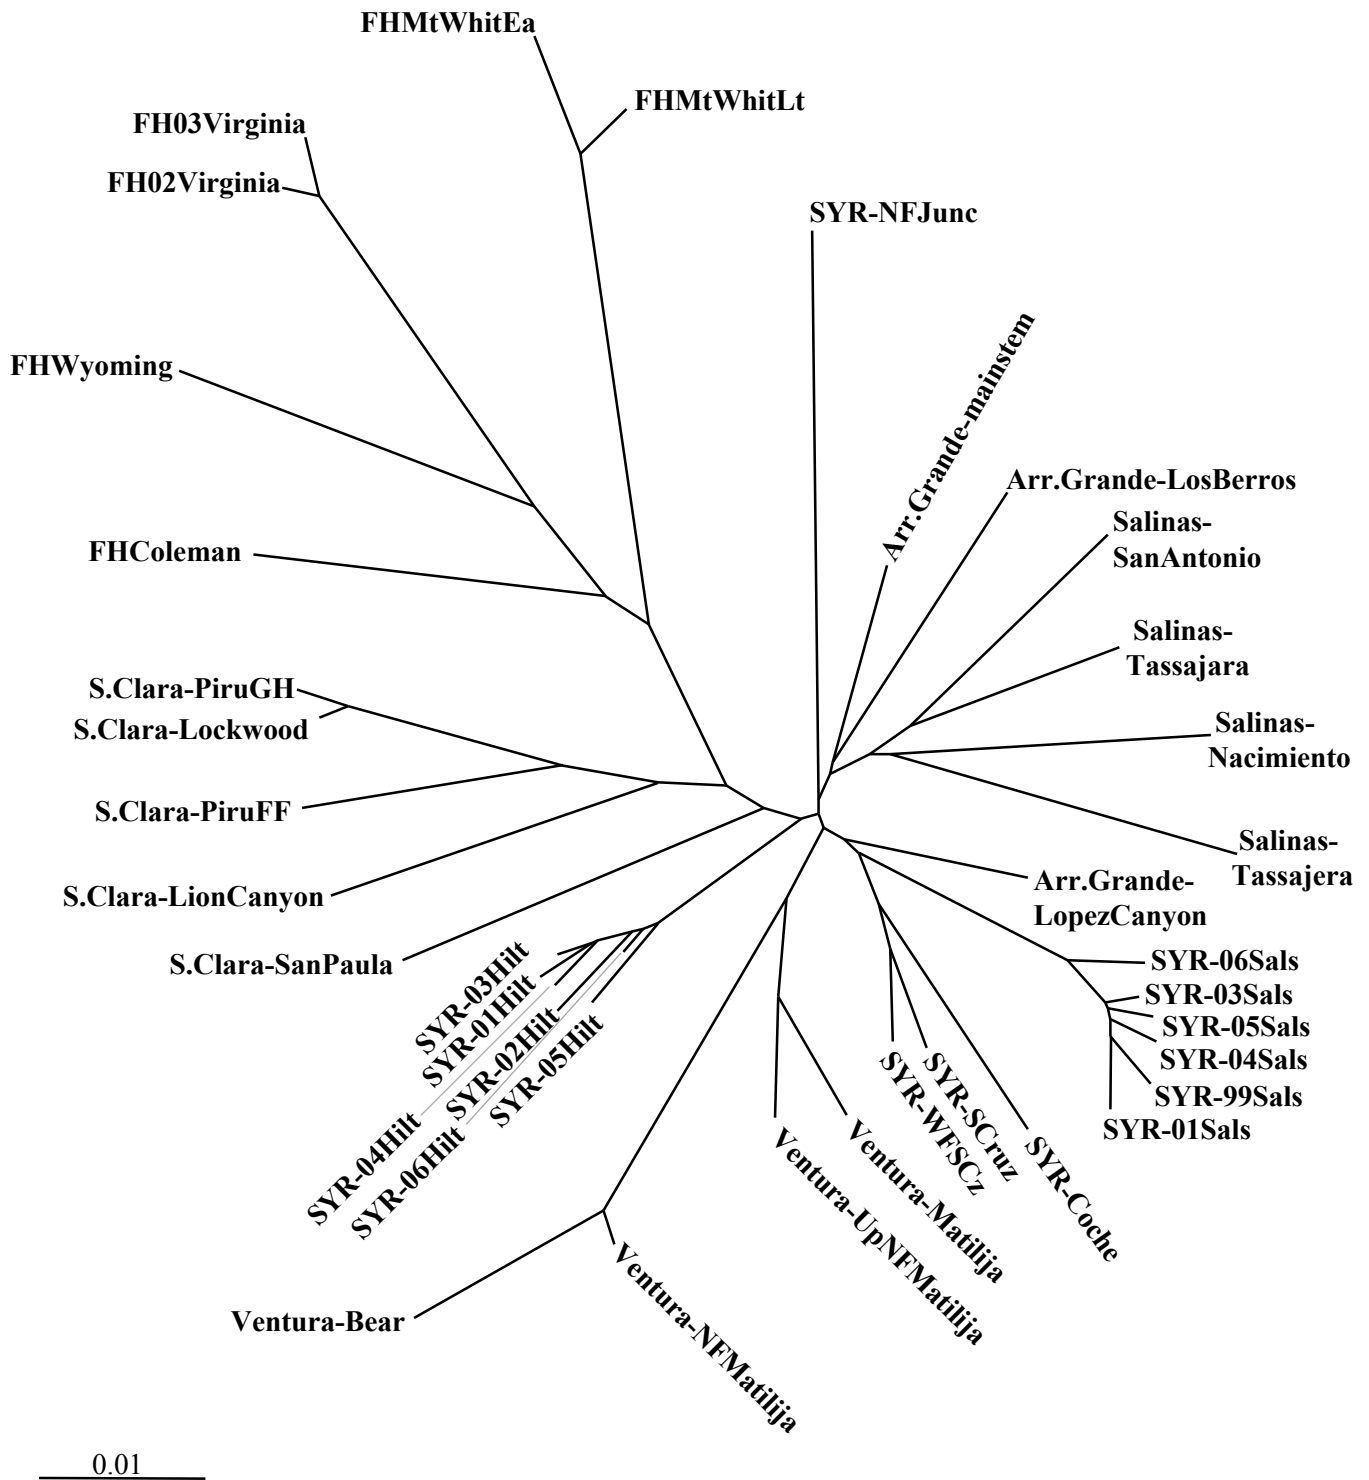 FHMtWhitEa
FHMtWhitLt
FH03Virginia
FH02Virginia
SYR-NFJunc
Arr.Grande-mainstem
FHWyoming
Arr.Grande-LosBerros
Salinas-
SanAntonio
FHColeman
Salinas-
Tassajara
S.Clara-PiruGH
S.Clara-Lockwood
Salinas-
Nacimiento
S.Clara-PiruFF
Salinas-
Tassajera
S.Clara-LionCanyon
Arr.Grande-
LopezCanyon
S.Clara-SanPaula
SYR-03Hilt
SYR-01Hilt
SYR-02Hilt
SYR-05Hilt
SYR-04Hilt
SYR-06Hilt
SYR-06Sals
SYR-03Sals
SYR-05Sals
SYR-04Sals
SYR-99Sals
SYR-01Sals
SYR-WFSCz
SYR-SCruz
SYR-Coche
Ventura-Matilija
Ventura-UpNFMatilija
Ventura-NFMatilija
Ventura-Bear
0.01